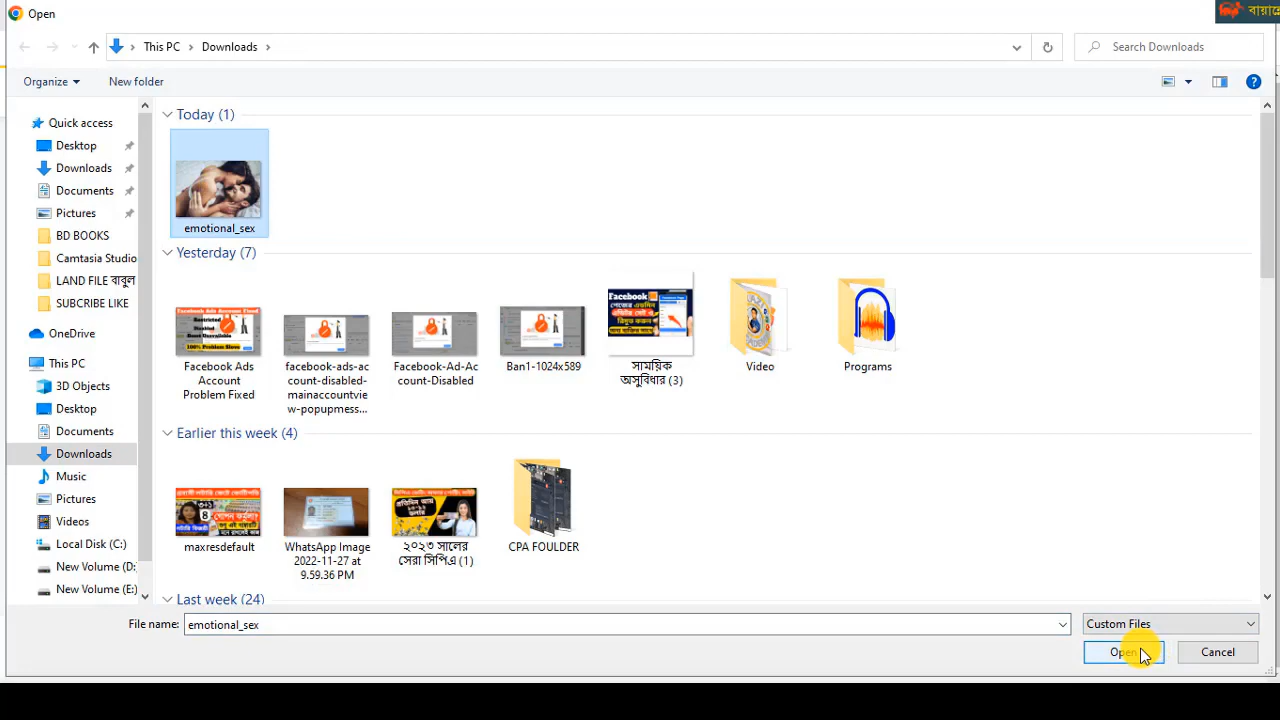 Open
বায়ান্নো
This PC
Downloads
Search Downloads
Organize
New folder
Quick access
Desktop
Downloads
Documents
Pictures
BD BOOKS
Camtasia Studio
LAND FILE বাবুল
SUBCRIBE LIKE
OneDrive
This PC
3D Objects
Desktop
Documents
Downloads
Music
Pictures
Videos
Local Disk (C:)
New Volume (D:
New Volume (E:)
Today (1)
emotional_sex
Yesterday (7)
Facebook Ads
Account
Problem Fixed
facebook-ads-ac
count-disabled-
mainaccountvie
w-popupmess...
Facebook-Ad-Ac
count-Disabled
Ban1-1024x589
সাময়িক
অসুবিধার (3)
Video
Programs
Earlier this week (4)
maxresdefault
WhatsApp Image
2022-11-27 at
9.59.36 PM
২০২৩ সালের
সেরা সিপিএ (1)
CPA FOULDER
Last week (24)
File name:
emotional_sex
Custom Files
Open
Cancel